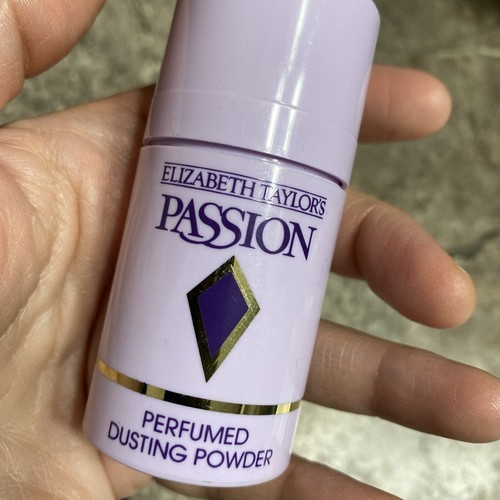 ELIZABETH TAYLOR'S
PASSION
PERFUMED
DUSTING POWDER